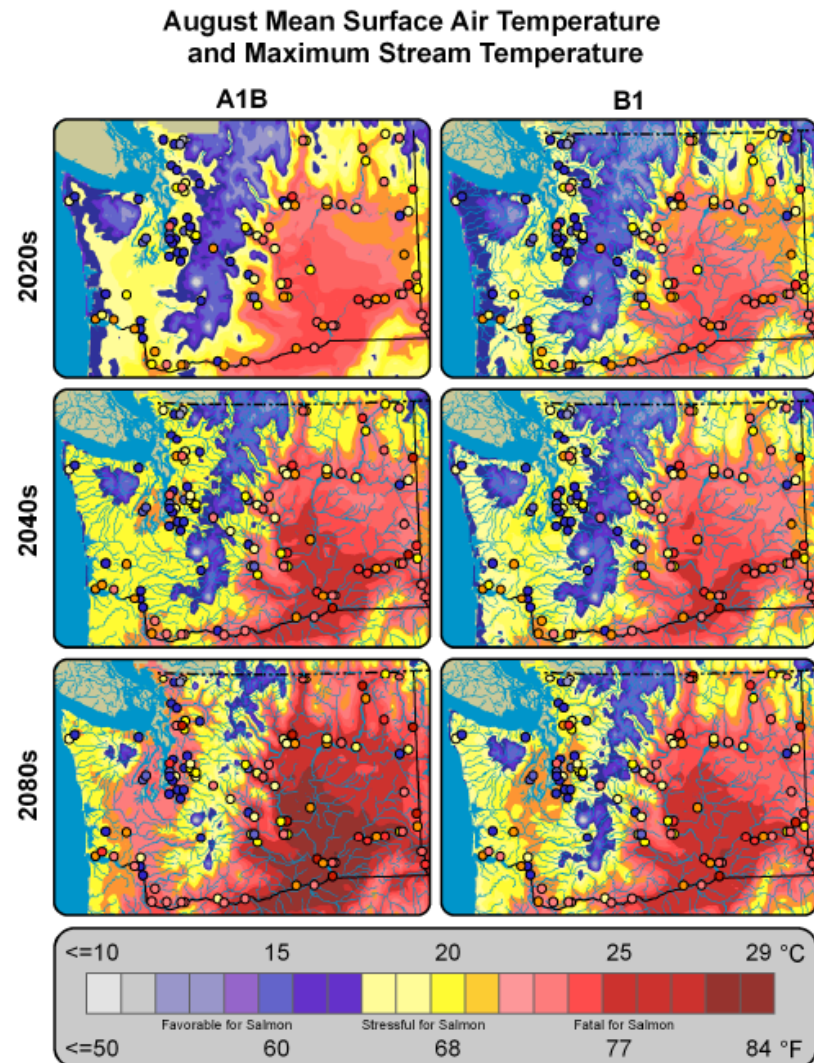 August Mean Surface Air Temperature
and Maximum Stream Temperature
A1B B1
2020s
2040s
2080s
<=10 15 20 25 29 °C
Favorable for Salmon Stressful for Salmon Fatal for Salmon
<=50 60 68 77 84 °F